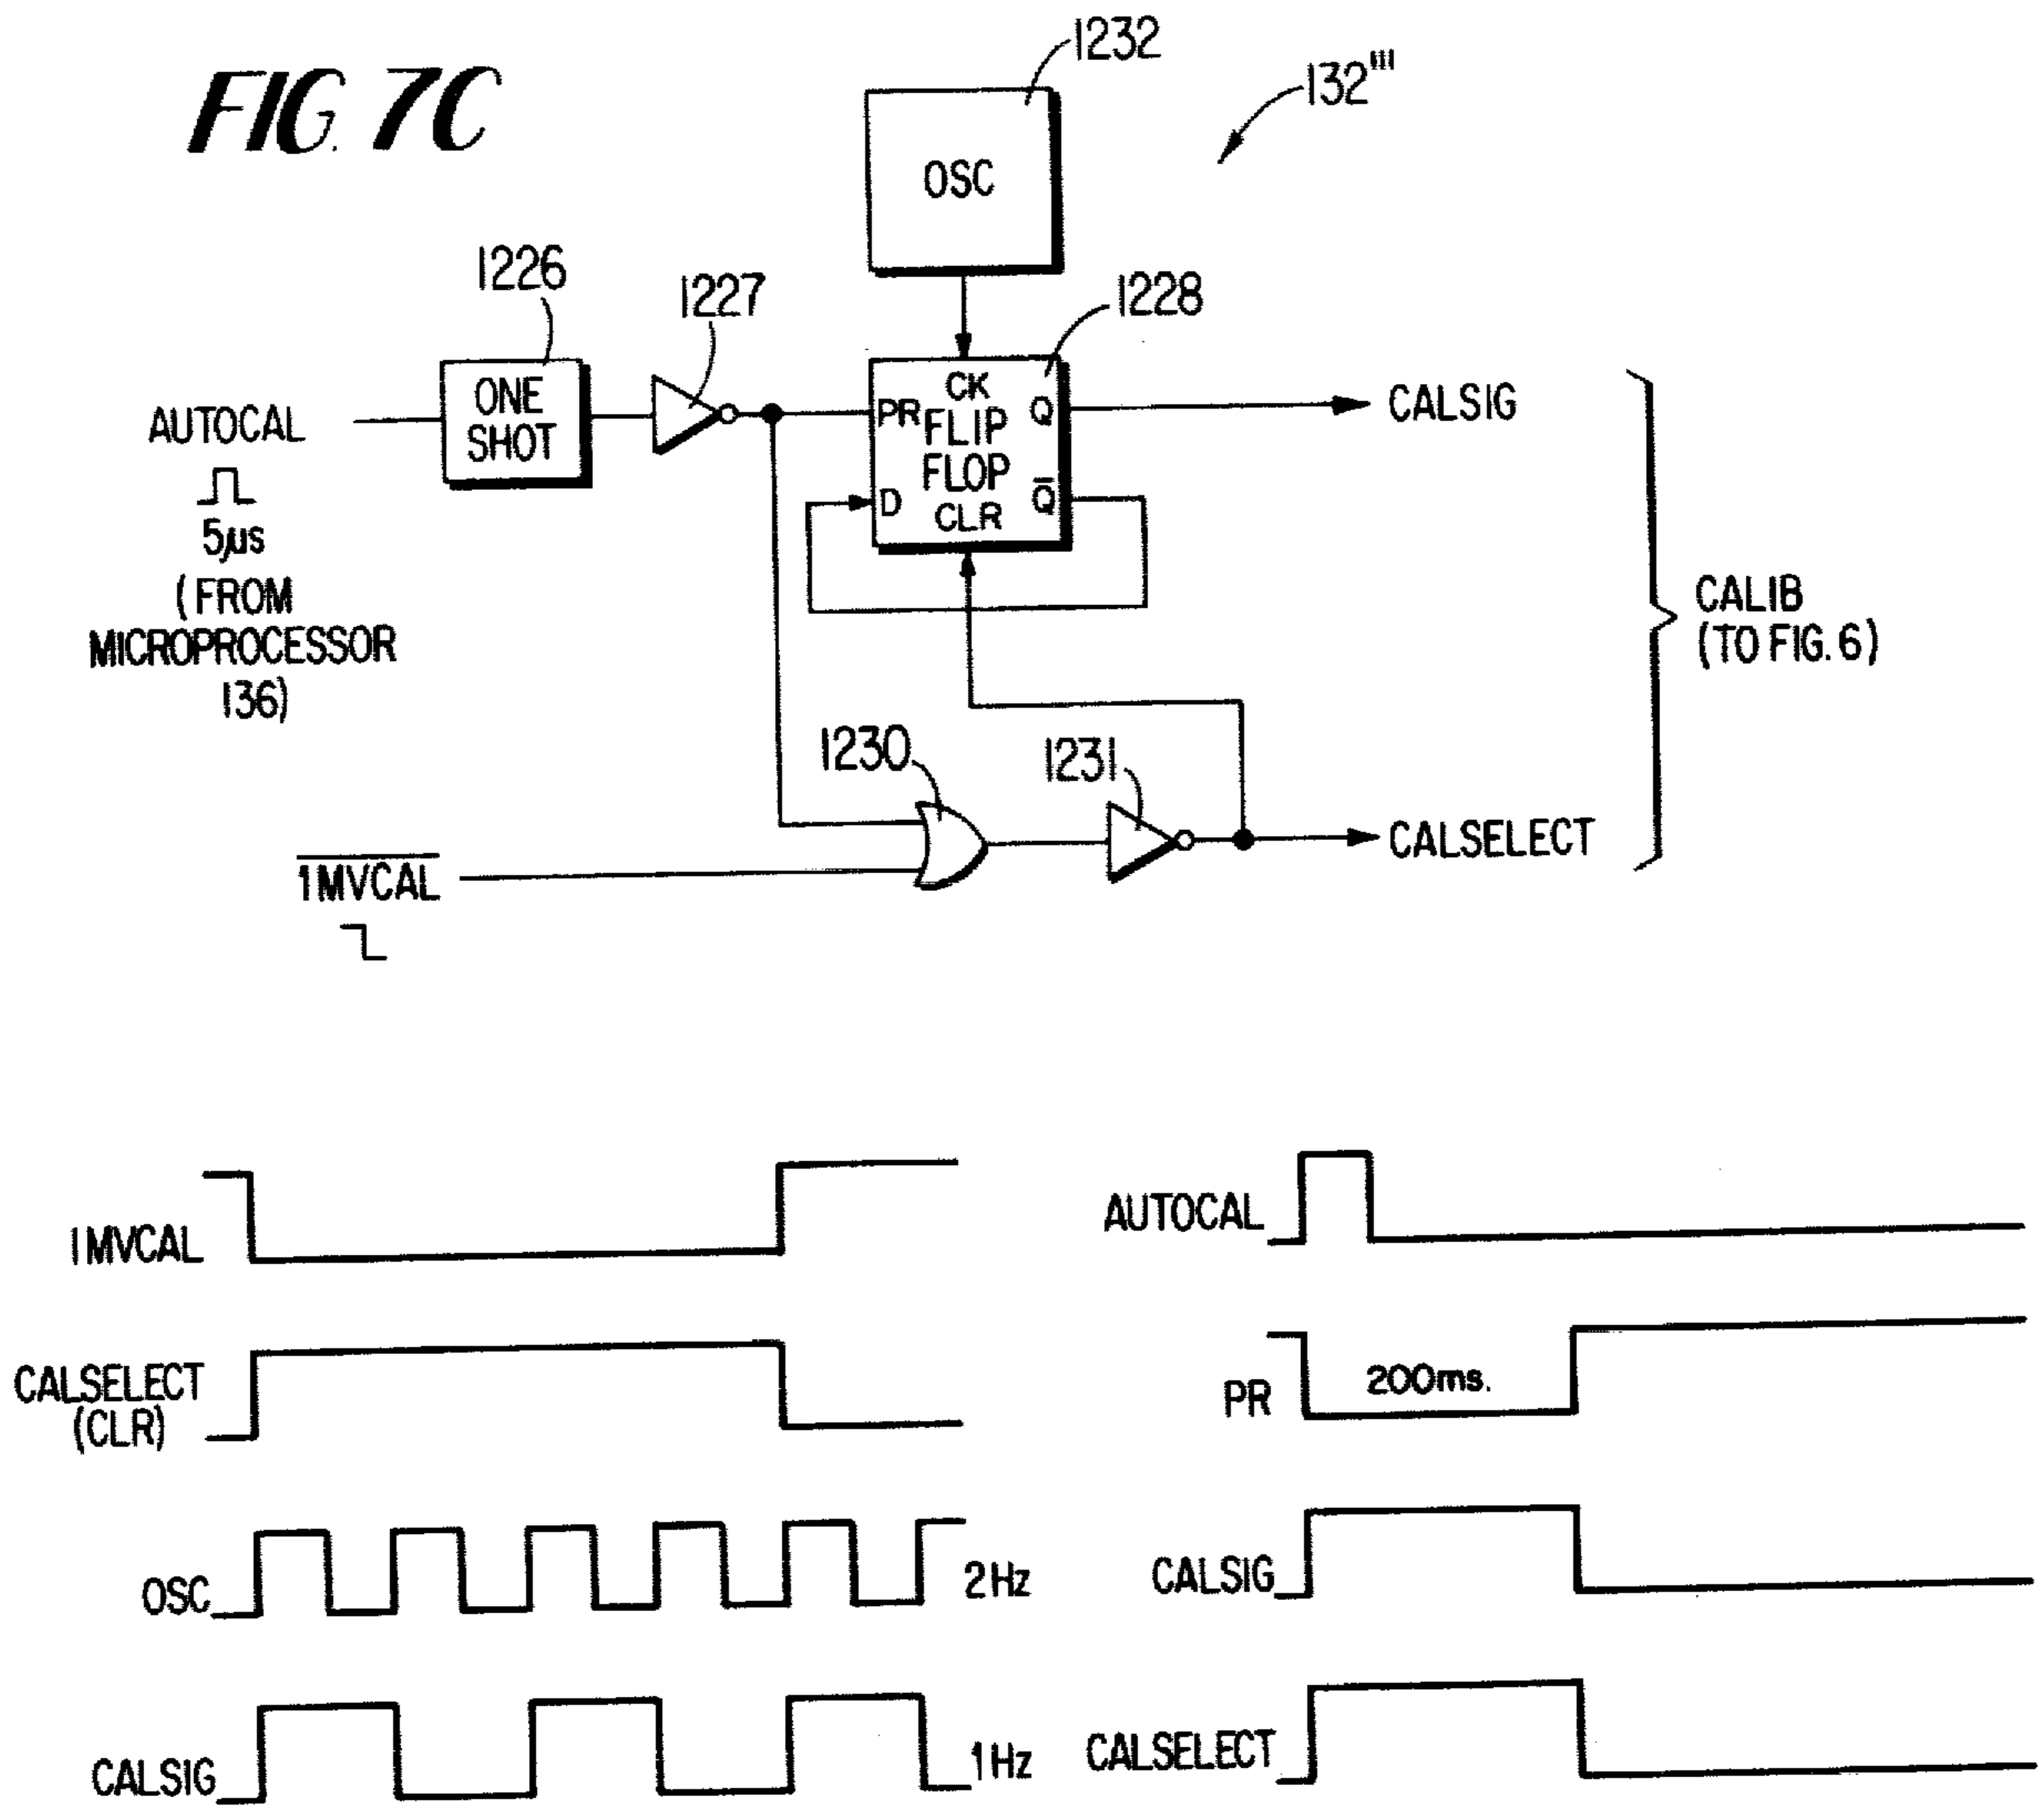 FIG. 7C
1232
132'''
OSC
1226
1227
1228
AUTOCAL
ONE
SHOT
CK
PR
FLIP
Q
FLOP
D
Q̅
CLR
CALSIG
5µs
(FROM
MICROPROCESSOR
136)
CALIB
(TO FIG. 6)
1230
1231
CALSELECT
1̅M̅V̅C̅A̅L̅
1MVCAL
CALSELECT
(CLR)
OSC
2Hz
CALSIG
1Hz
AUTOCAL
PR
200ms.
CALSIG
CALSELECT